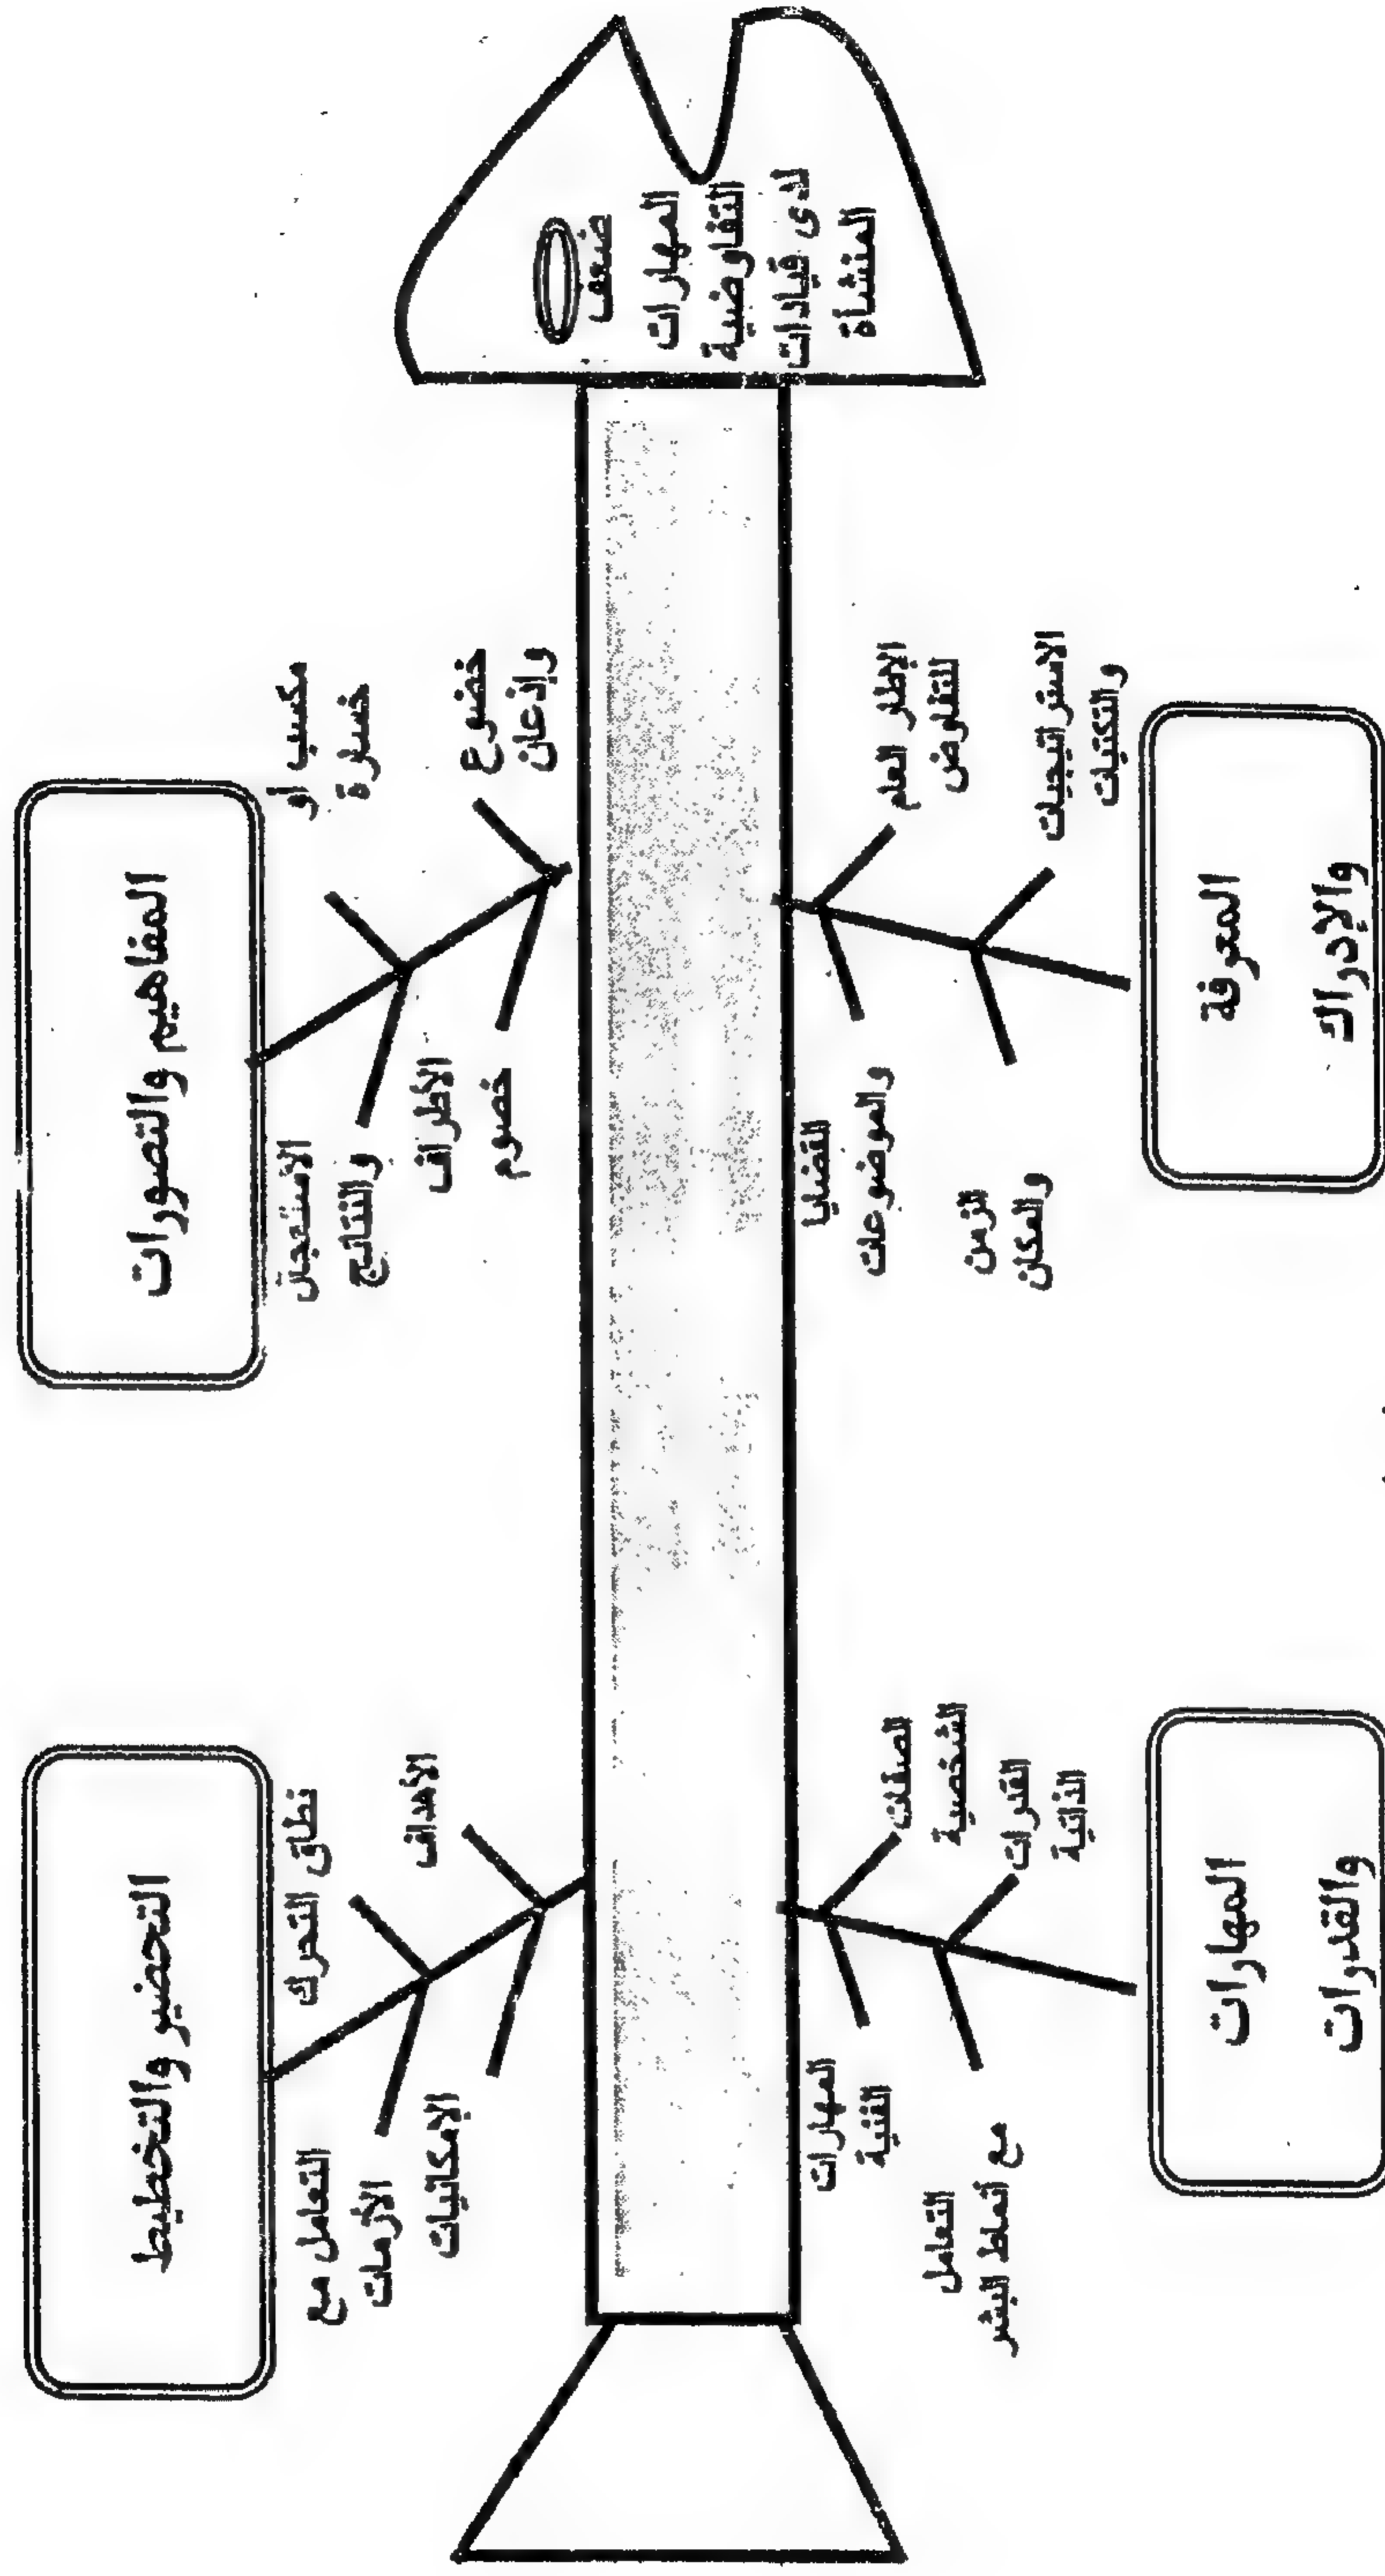 المفاهيم والتصورات
مكسب أو
خسارة
خضوع
وإذعان
الاستعجال
والنتائج
الأطراف
خصوم
التحضير والتخطيط
نطاق التحرك
الأهداف
التعامل مع
الأزمات
الإمكانيات
ضعف
المهارات
التفاوضية
لدى قيادات
المنشأة
الإطار العام
للتفاوض
الاستراتيجيات
والتكتيات
القضايا
والموضوعات
الزمن
والمكان
المعرفة
والإدراك
الصفات
الشخصية
القدرات
الذاتية
المهارات
الفنية
التعامل
مع أنماط البشر
المهارات
والقدرات